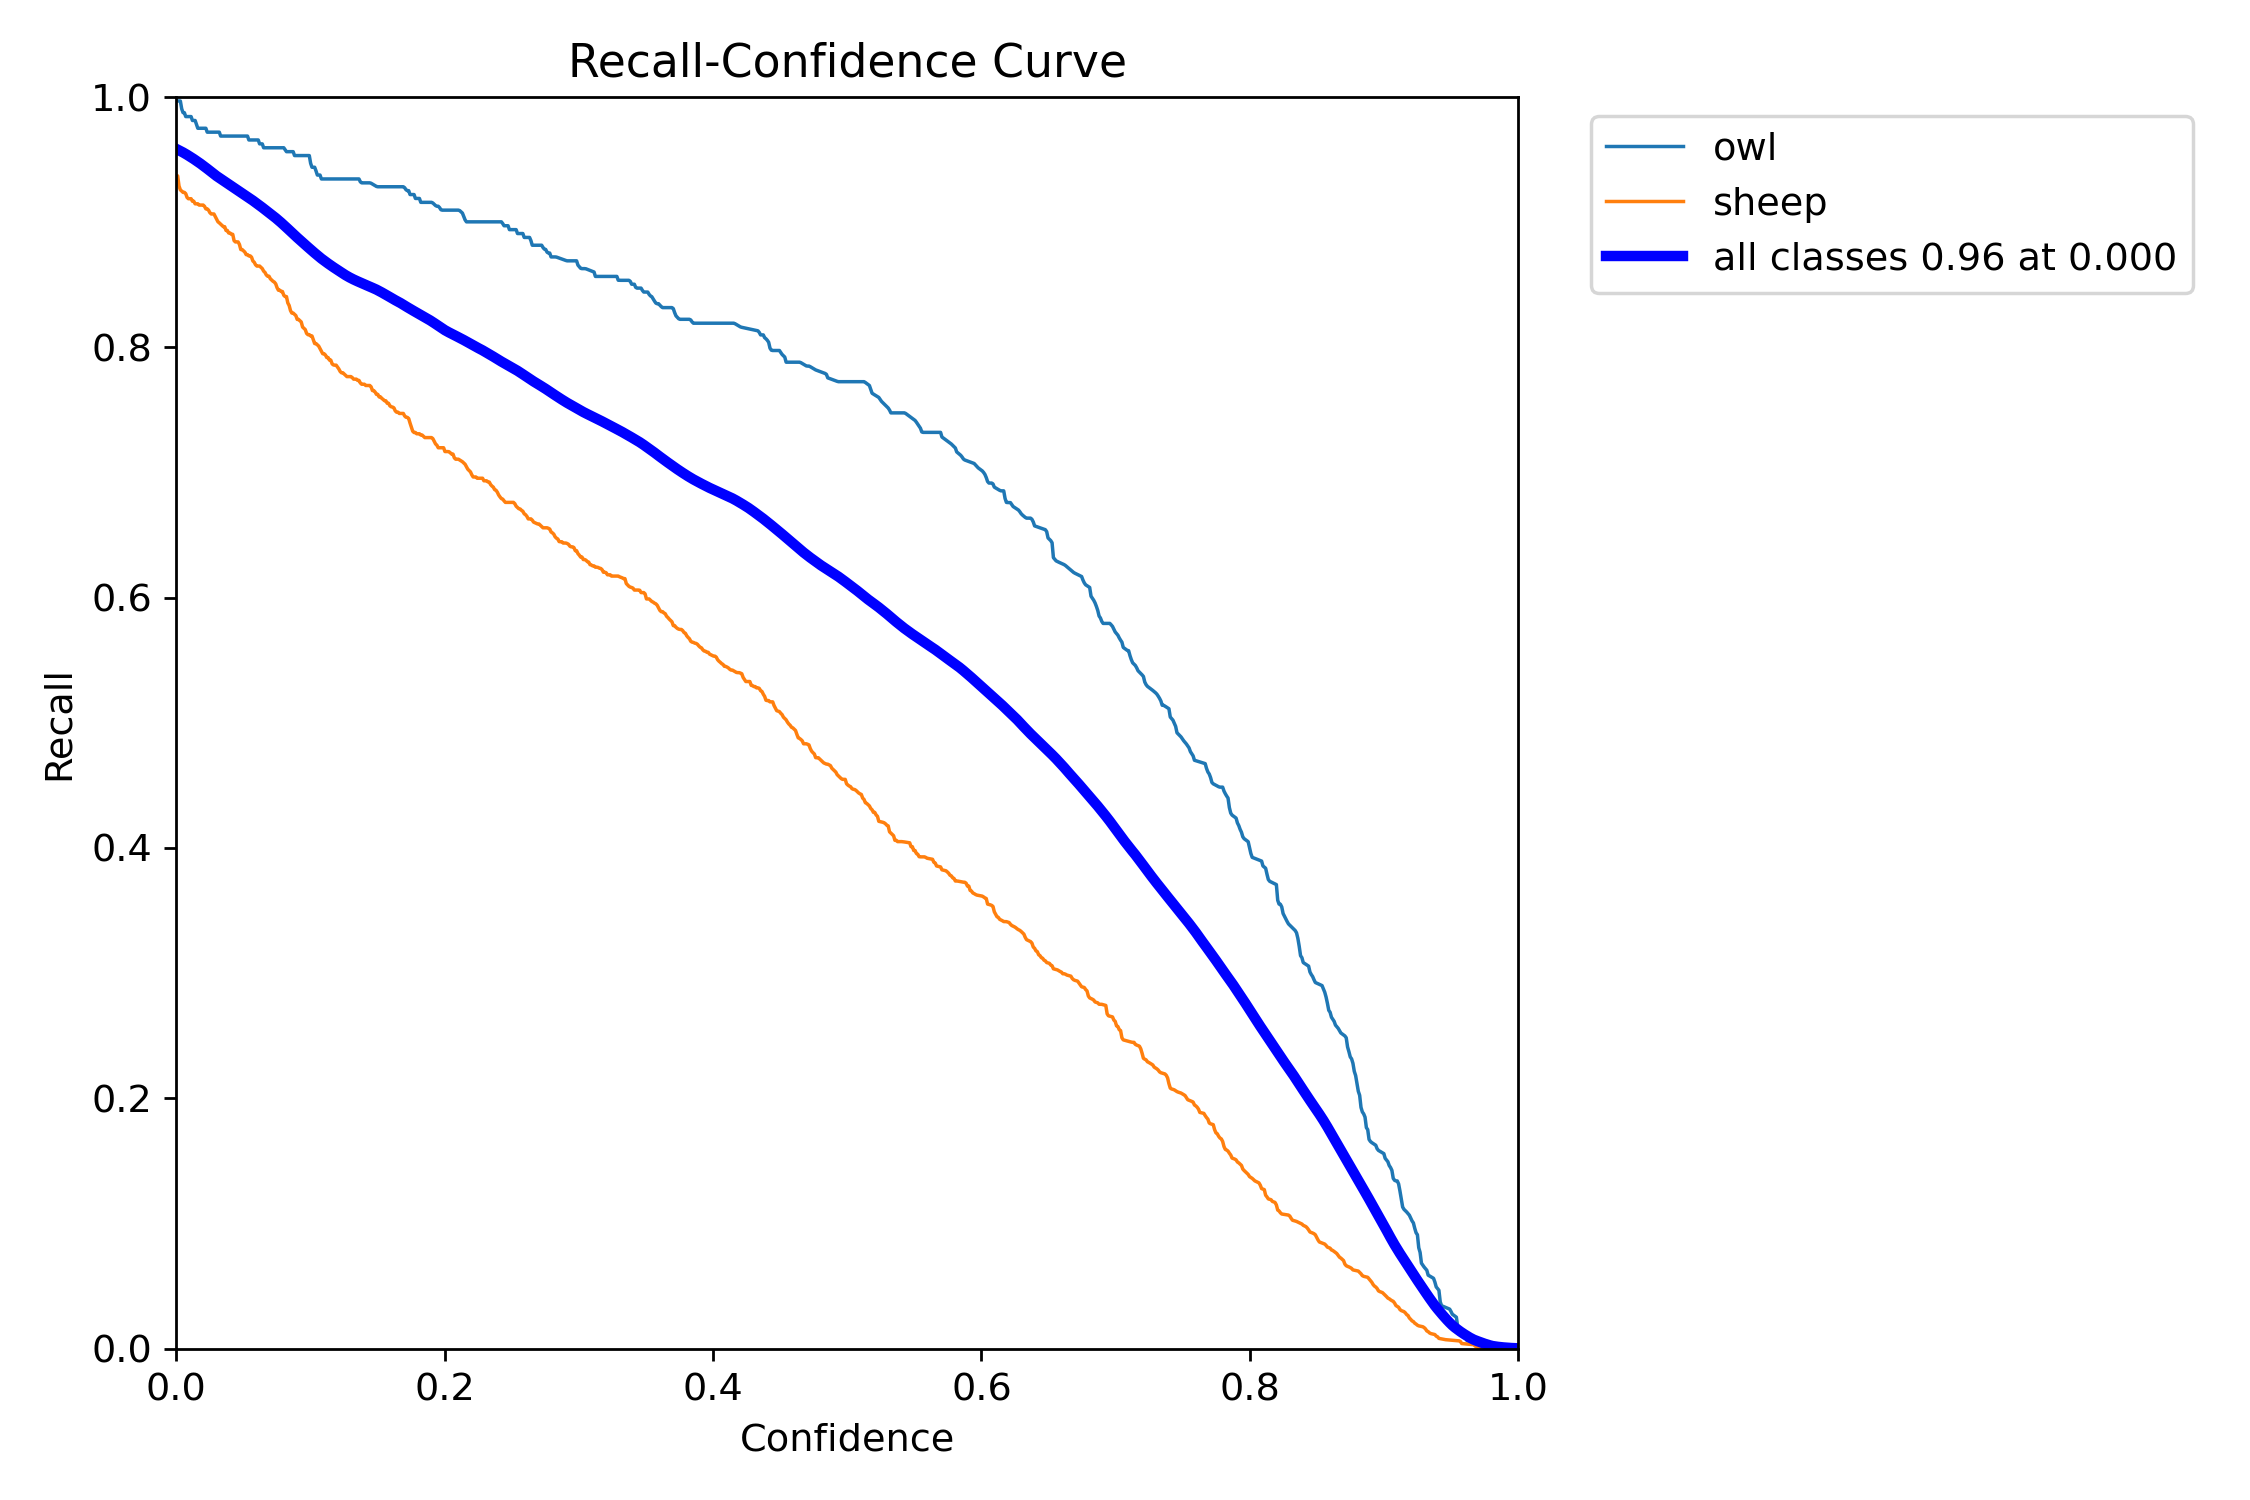 Recall-Confidence Curve
owl
sheep
all classes 0.96 at 0.000
1.0
0.8
0.6
0.4
0.2
0.0
Recall
0.0 0.2 0.4 0.6 0.8 1.0
Confidence